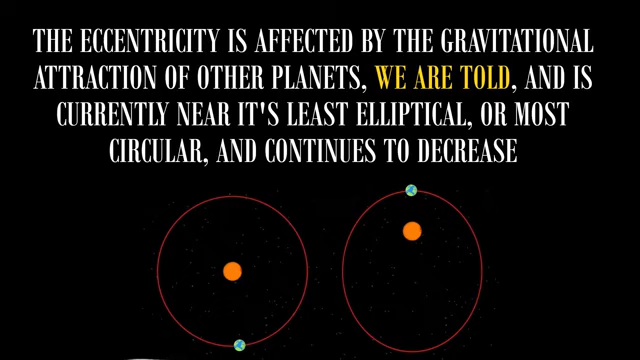 THE ECCENTRICITY IS AFFECTED BY THE GRAVITATIONAL
ATTRACTION OF OTHER PLANETS, WE ARE TOLD, AND IS
CURRENTLY NEAR IT'S LEAST ELLIPTICAL, OR MOST
CIRCULAR, AND CONTINUES TO DECREASE